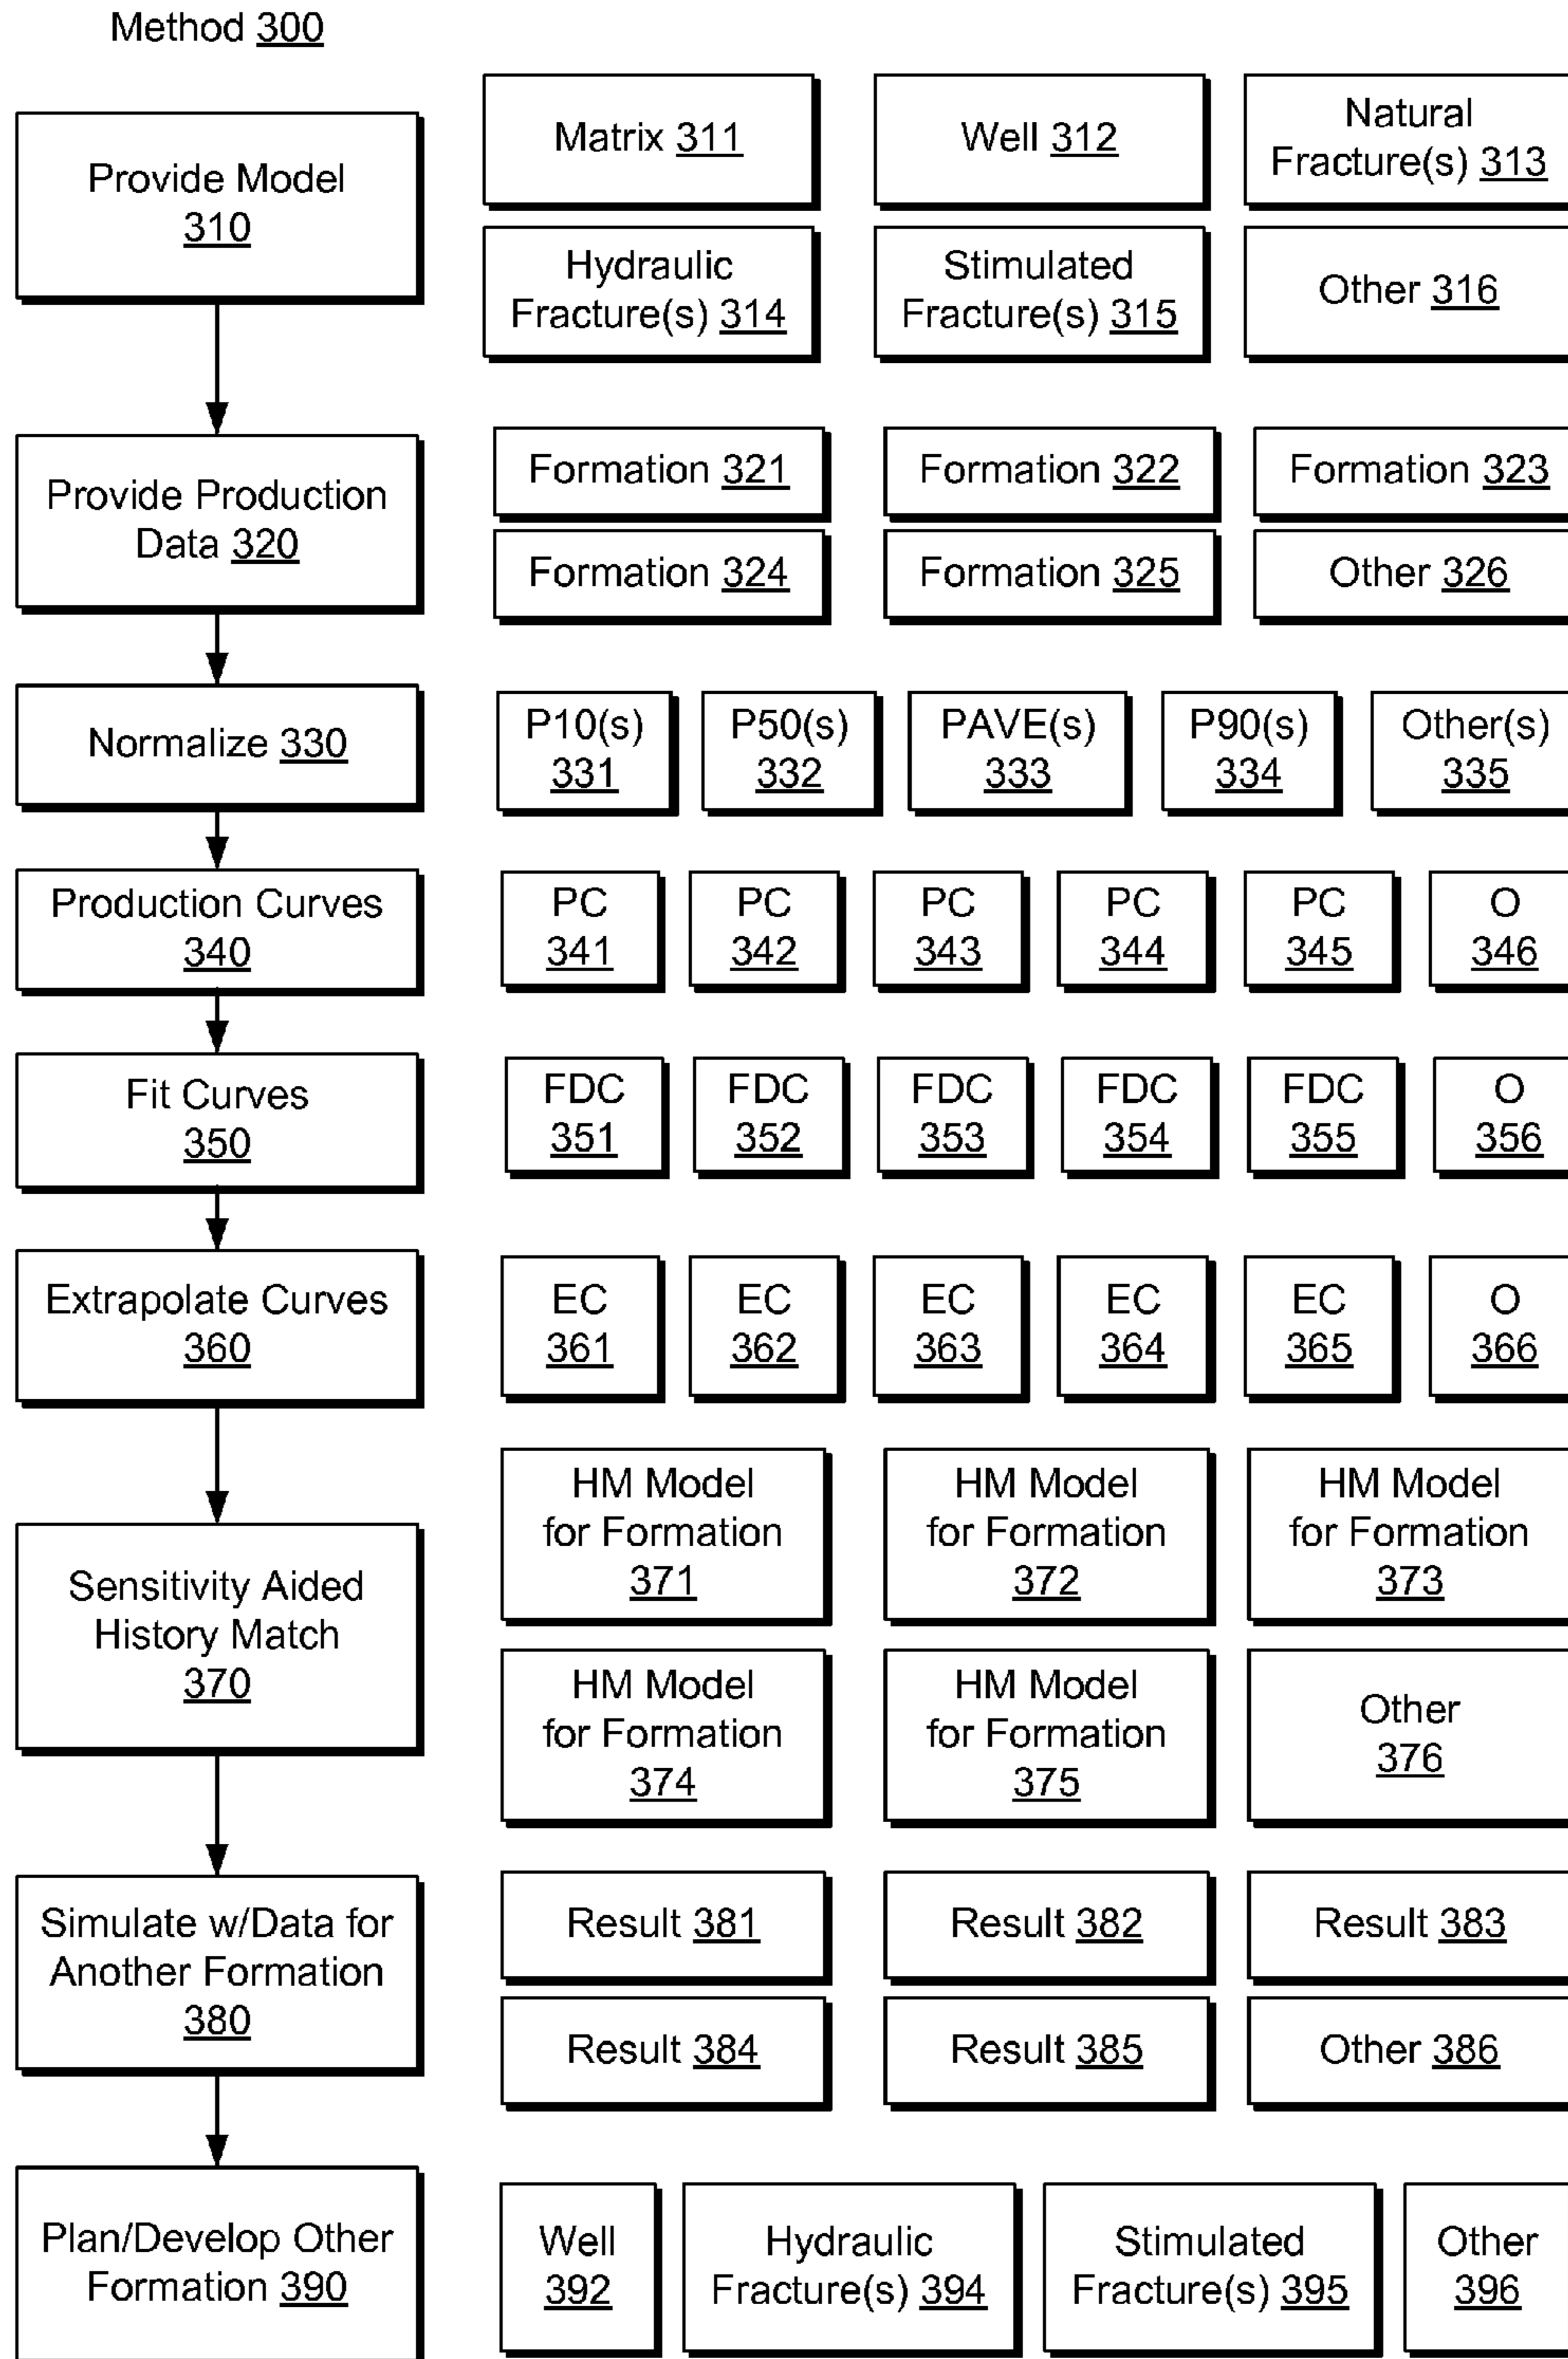 Method 300
Provide Model
310
Matrix 311
Well 312
Natural
Fracture(s) 313
Hydraulic
Fracture(s) 314
Stimulated
Fracture(s) 315
Other 316
Provide Production
Data 320
Formation 321
Formation 322
Formation 323
Formation 324
Formation 325
Other 326
Normalize 330
P10(s)
331
P50(s)
332
PAVE(s)
333
P90(s)
334
Other(s)
335
Production Curves
340
PC
341
PC
342
PC
343
PC
344
PC
345
O
346
Fit Curves
350
FDC
351
FDC
352
FDC
353
FDC
354
FDC
355
O
356
Extrapolate Curves
360
EC
361
EC
362
EC
363
EC
364
EC
365
O
366
Sensitivity Aided
History Match
370
HM Model
for Formation
371
HM Model
for Formation
372
HM Model
for Formation
373
HM Model
for Formation
374
HM Model
for Formation
375
Other
376
Simulate w/Data for
Another Formation
380
Result 381
Result 382
Result 383
Result 384
Result 385
Other 386
Plan/Develop Other
Formation 390
Well
392
Hydraulic
Fracture(s) 394
Stimulated
Fracture(s) 395
Other
396